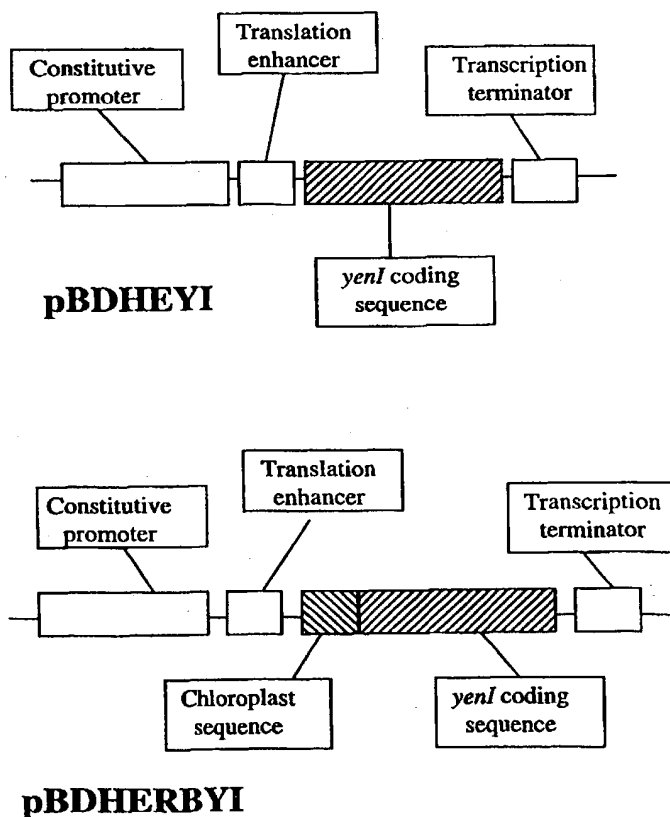 Translation
enhancer
Constitutive
promoter
Transcription
terminator
yenI coding
sequence
pBDHEYI
Translation
enhancer
Constitutive
promoter
Transcription
terminator
Chloroplast
sequence
yenI coding
sequence
pBDHERBYI